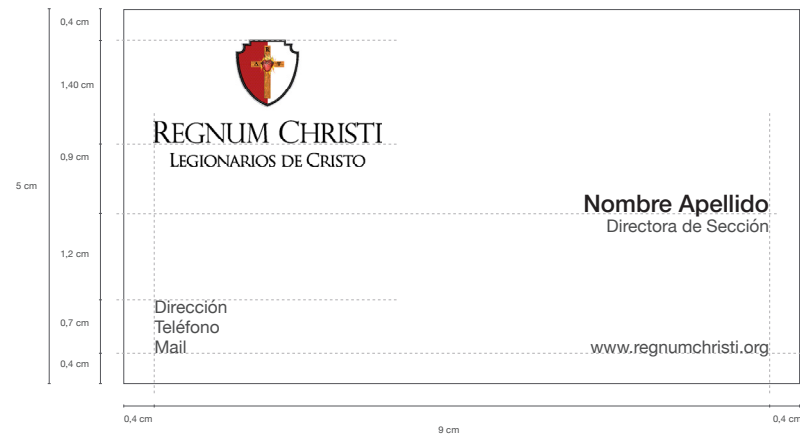 0,4 cm
1,40 cm
REGNUM CHRISTI
0,9 cm
LEGIONARIOS DE CRISTO
5 cm
Nombre Apellido
Directora de Sección
1,2 cm
Dirección
0,7 cm
Teléfono
Mail
www.regnumchristi.org
0,4 cm
0,4 cm
0,4 cm
9 cm